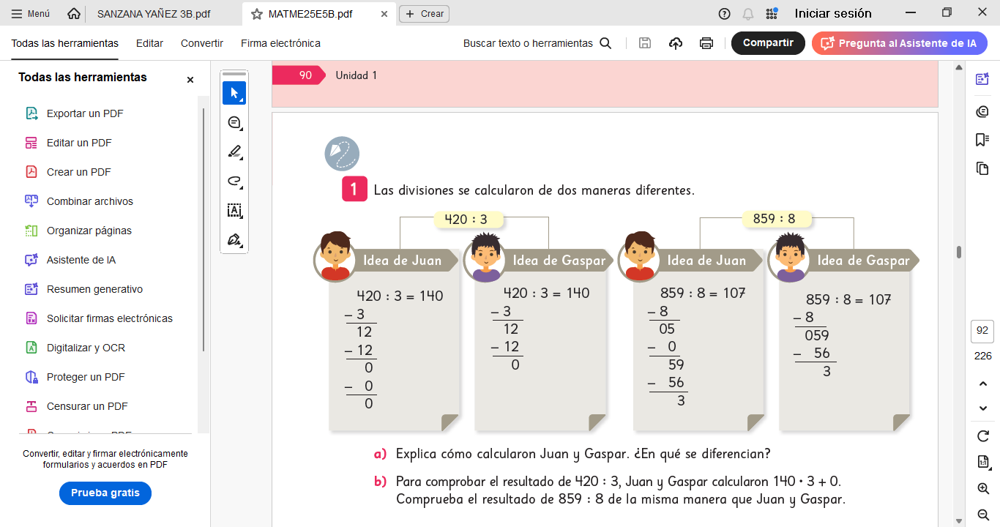 Menú
SANZANA YAÑEZ 3B.pdf
MATME25E5B.pdf
Crear
Iniciar sesión
Todas las herramientas
Editar
Convertir
Firma electrónica
Buscar texto o herramientas
Compartir
Pregunta al Asistente de IA
Todas las herramientas
Exportar un PDF
Editar un PDF
Crear un PDF
Combinar archivos
Organizar páginas
Asistente de IA
Resumen generativo
Solicitar firmas electrónicas
Digitalizar y OCR
Proteger un PDF
Censurar un PDF
Convertir, editar y firmar electrónicamente
formularios y acuerdos en PDF
Prueba gratis
90 Unidad 1
1 Las divisiones se calcularon de dos maneras diferentes.
420 : 3
Idea de Juan
420 : 3 = 140
– 3
12
– 12
0
– 0
0
Idea de Gaspar
420 : 3 = 140
– 3
12
– 12
0
859 : 8
Idea de Juan
859 : 8 = 107
– 8
05
– 0
59
– 56
3
Idea de Gaspar
859 : 8 = 107
– 8
059
– 56
3
a) Explica cómo calcularon Juan y Gaspar. ¿En qué se diferencian?
b) Para comprobar el resultado de 420 : 3, Juan y Gaspar calcularon 140 • 3 + 0.
Comprueba el resultado de 859 : 8 de la misma manera que Juan y Gaspar.
92
226
1:1